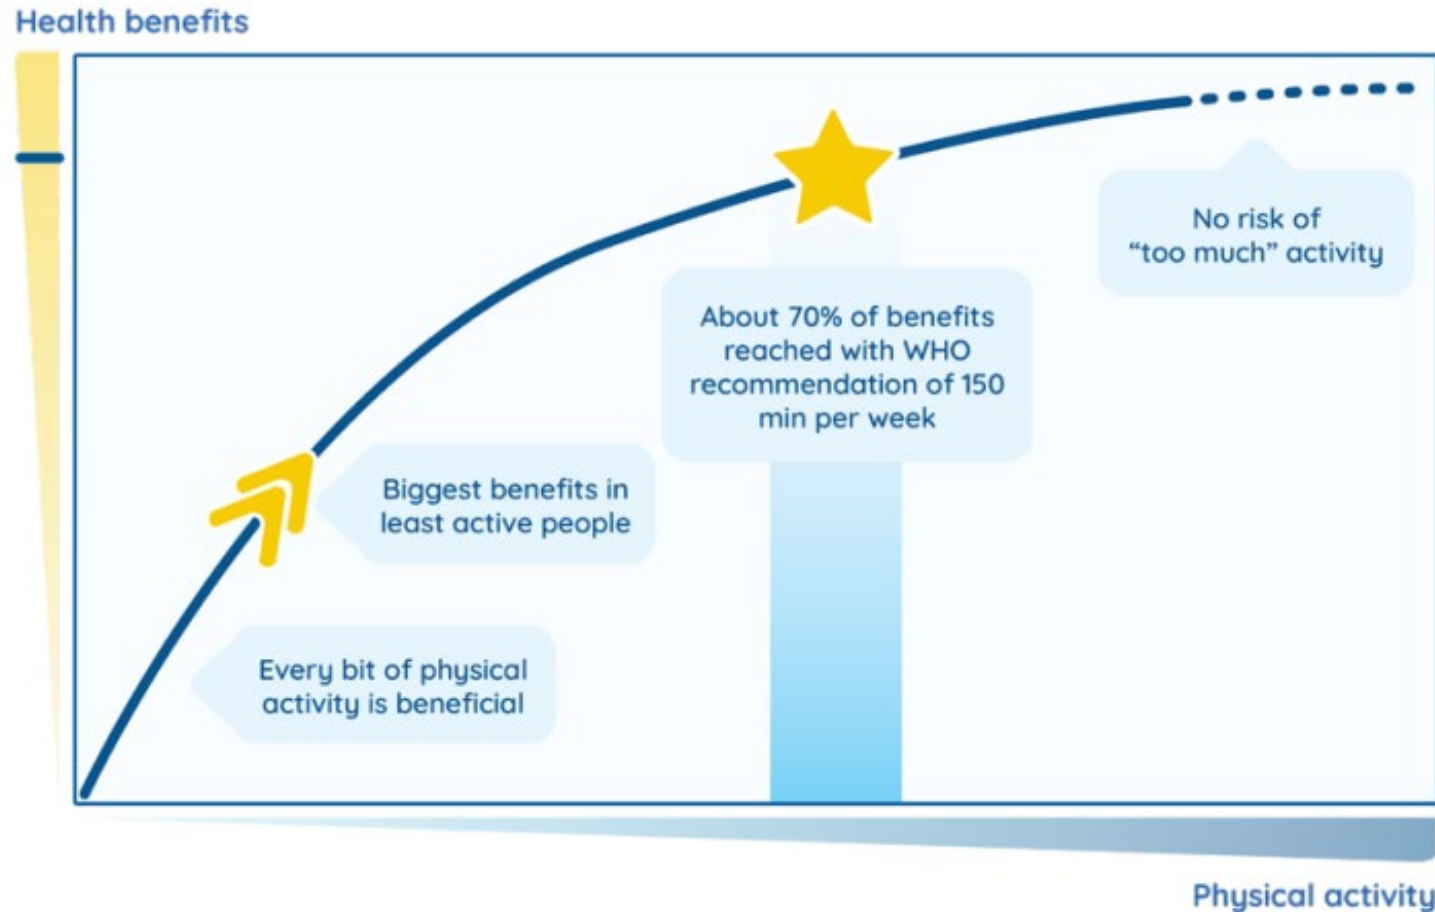 Health benefits
No risk of
“too much” activity
About 70% of benefits
reached with WHO
recommendation of 150
min per week
Biggest benefits in
least active people
Every bit of physical
activity is beneficial
Physical activity